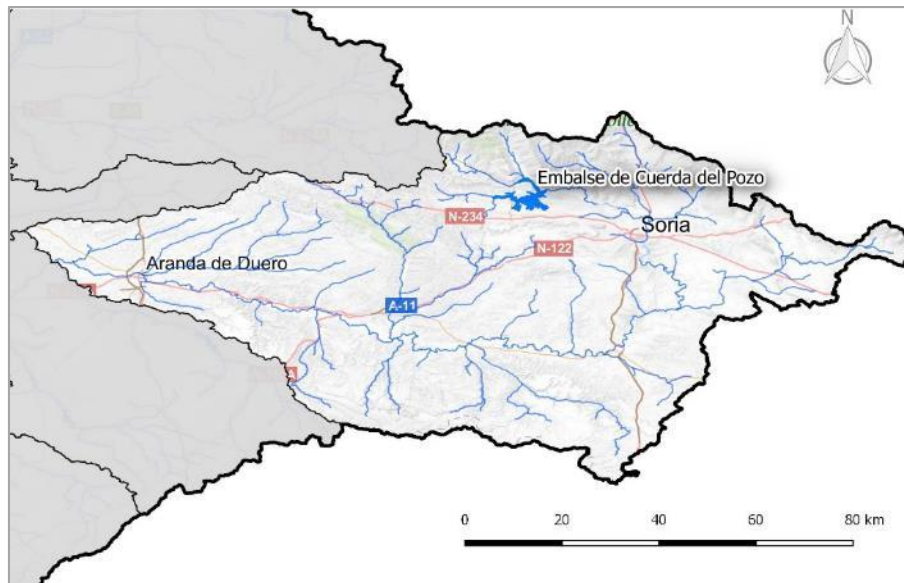 N
Embalse de Cuerda del Pozo
N-234
Soria
N-122
Aranda de Duero
A-11
0 20 40 60 80 km